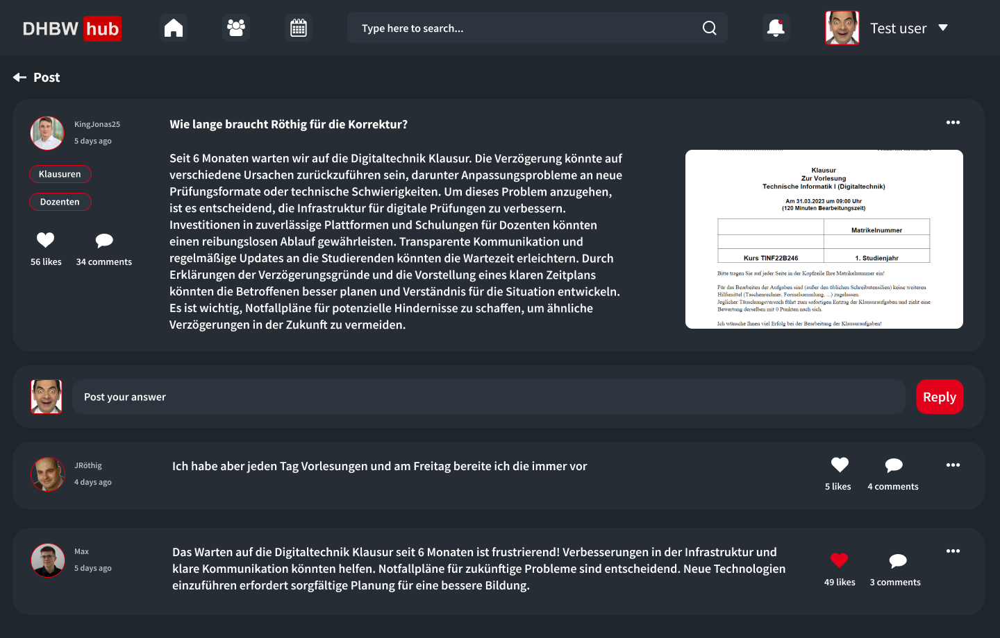 DHBW hub
Type here to search...
Test user
Post
KingJonas25
5 days ago
Klausuren
Dozenten
56 likes
34 comments
Wie lange braucht Röthig für die Korrektur?
Seit 6 Monaten warten wir auf die Digitaltechnik Klausur. Die Verzögerung könnte auf
verschiedene Ursachen zurückzuführen sein, darunter Anpassungsprobleme an neue
Prüfungsformate oder technische Schwierigkeiten. Um dieses Problem anzugehen,
ist es entscheidend, die Infrastruktur für digitale Prüfungen zu verbessern.
Investitionen in zuverlässige Plattformen und Schulungen für Dozenten könnten
einen reibungslosen Ablauf gewährleisten. Transparente Kommunikation und
regelmäßige Updates an die Studierenden könnten die Wartezeit erleichtern. Durch
Erklärungen der Verzögerungsgründe und die Vorstellung eines klaren Zeitplans
könnten die Betroffenen besser planen und Verständnis für die Situation entwickeln.
Es ist wichtig, Notfallpläne für potenzielle Hindernisse zu schaffen, um ähnliche
Verzögerungen in der Zukunft zu vermeiden.
Klausur
Zur Vorlesung
Technische Informatik I (Digitaltechnik)
Am 31.03.2023 um 09:00 Uhr
(120 Minuten Bearbeitungszeit)
Matrikelnummer
Kurs TINF22B246
1. Studienjahr
Bitte tragen Sie auf jeder Seite in der Kopfzeile Ihre Matrikelnummer ein!
Für das Bearbeiten der Aufgaben sind (außer den üblichen Schreibutensilien) keine weiteren
Hilfsmittel (Taschenrechner, Formelsammlung, ...) zugelassen.
Jeglicher Täuschungsversuch führt zum sofortigen Entzug der Klausuraufgaben und zieht eine
Bewertung derselben mit 0 Punkten nach sich.
Ich wünsche Ihnen viel Erfolg bei der Bearbeitung der Klausuraufgaben!
Post your answer
Reply
JRöthig
4 days ago
Ich habe aber jeden Tag Vorlesungen und am Freitag bereite ich die immer vor
5 likes
4 comments
Max
5 days ago
Das Warten auf die Digitaltechnik Klausur seit 6 Monaten ist frustrierend! Verbesserungen in der Infrastruktur und
klare Kommunikation könnten helfen. Notfallpläne für zukünftige Probleme sind entscheidend. Neue Technologien
einzuführen erfordert sorgfältige Planung für eine bessere Bildung.
49 likes
3 comments